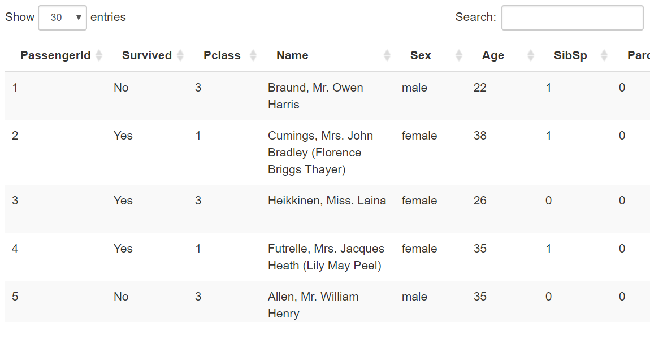 Show 30 entries Search:
PassengerId Survived Pclass Name Sex Age SibSp Parc
1 No 3 Braund, Mr. Owen male 22 1 0
Harris
2 Yes 1 Cumings, Mrs. John female 38 1 0
Bradley (Florence
Briggs Thayer)
3 Yes 3 Heikkinen, Miss. Laina female 26 0 0
4 Yes 1 Futrelle, Mrs. Jacques female 35 1 0
Heath (Lily May Peel)
5 No 3 Allen, Mr. William male 35 0 0
Henry